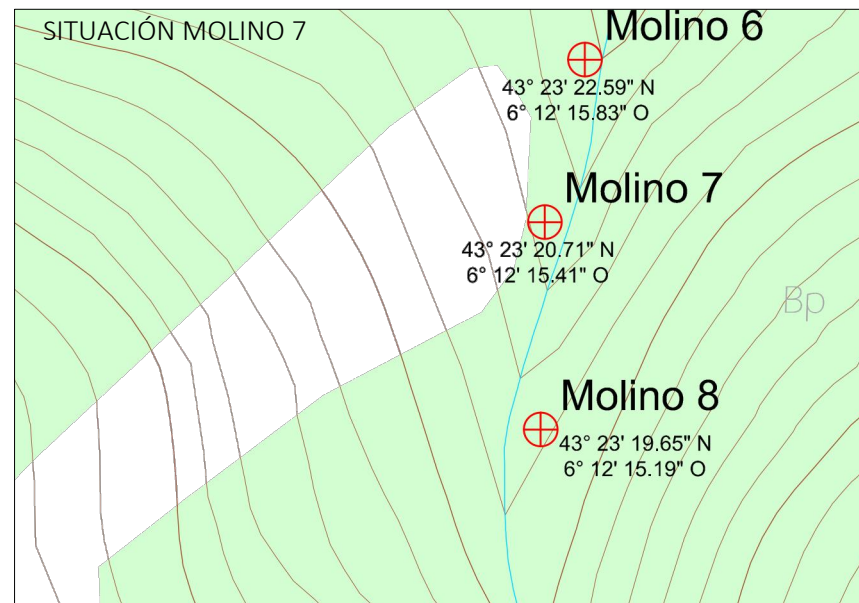 SITUACIÓN MOLINO 7
Molino 6
43° 23' 22.59" N
6° 12' 15.83" O
Molino 7
43° 23' 20.71" N
6° 12' 15.41" O
Bp
Molino 8
43° 23' 19.65" N
6° 12' 15.19" O